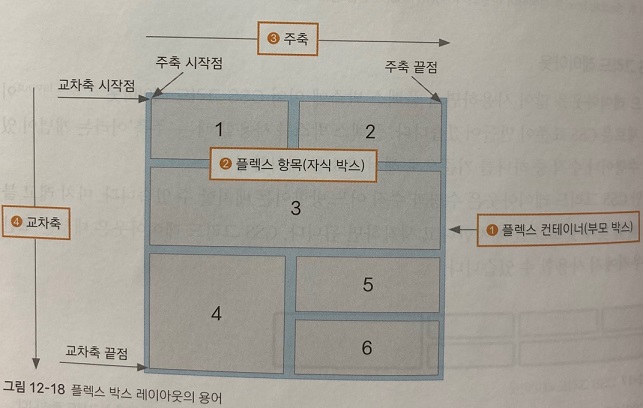 ❸ 주축
주축 시작점
주축 끝점
교차축 시작점
1
2
❷ 플렉스 항목(자식 박스)
3
❹ 교차축
❶ 플렉스 컨테이너(부모 박스)
4
5
6
교차축 끝점
그림 12-18 플렉스 박스 레이아웃의 용어